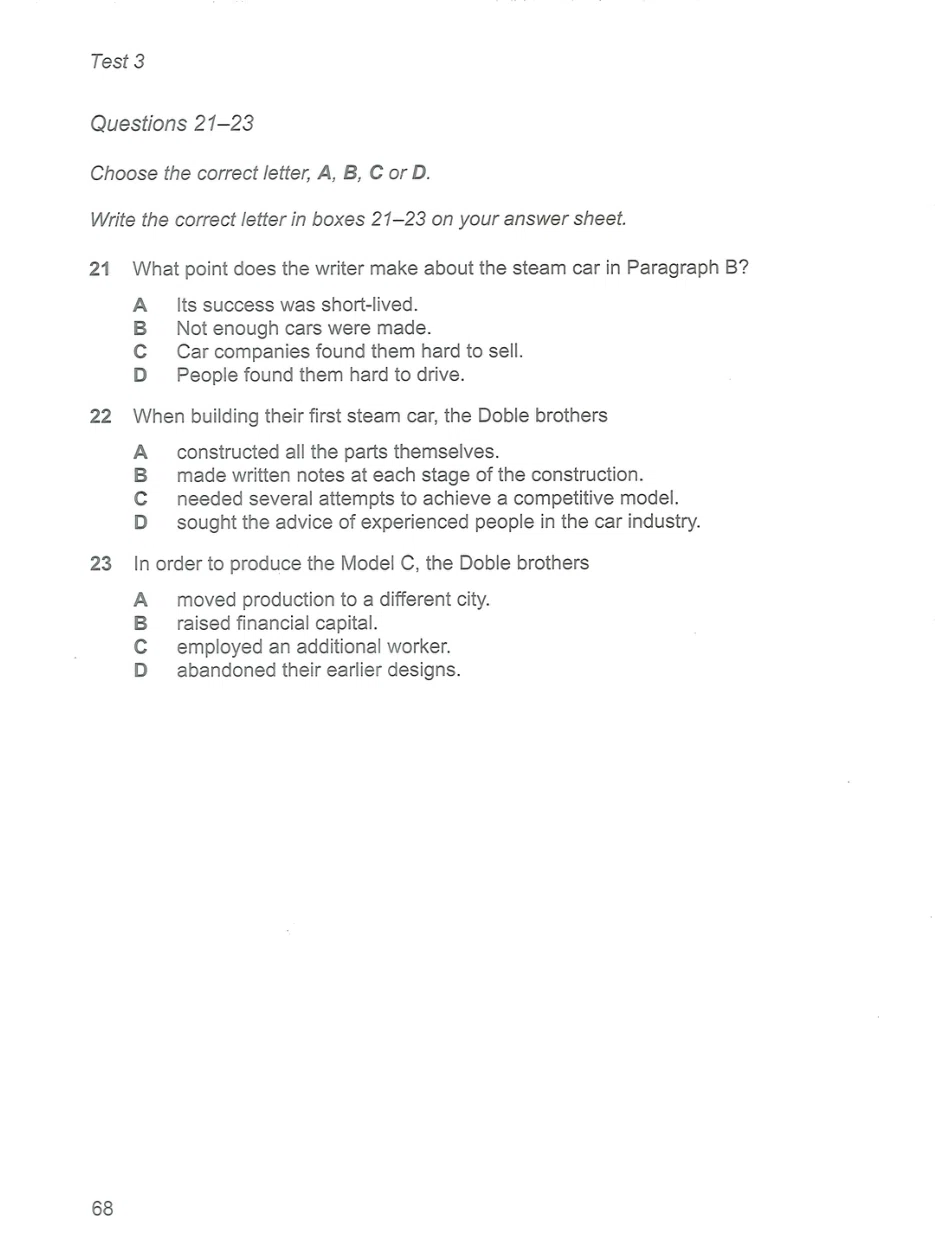 Test 3
Questions 21–23
Choose the correct letter, A, B, C or D.
Write the correct letter in boxes 21–23 on your answer sheet.
21 What point does the writer make about the steam car in Paragraph B?
A Its success was short-lived.
B Not enough cars were made.
C Car companies found them hard to sell.
D People found them hard to drive.
22 When building their first steam car, the Doble brothers
A constructed all the parts themselves.
B made written notes at each stage of the construction.
C needed several attempts to achieve a competitive model.
D sought the advice of experienced people in the car industry.
23 In order to produce the Model C, the Doble brothers
A moved production to a different city.
B raised financial capital.
C employed an additional worker.
D abandoned their earlier designs.
68